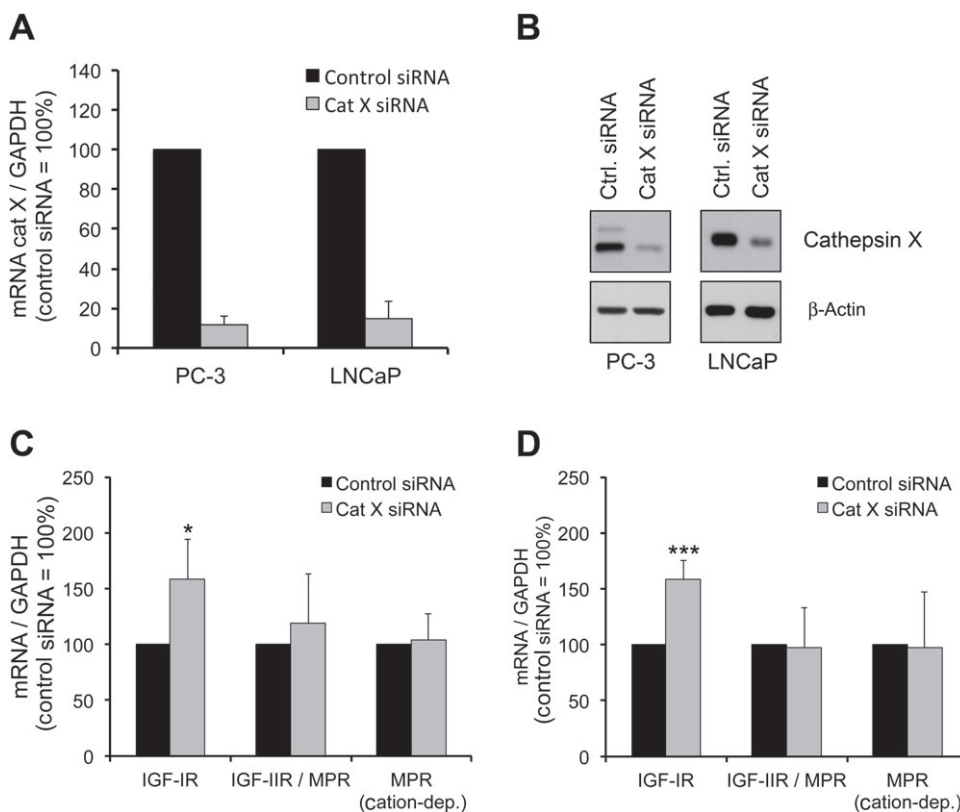 A
mRNA cat X / GAPDH
(control siRNA = 100%)
140
120
100
80
60
40
20
0
Control siRNA
Cat X siRNA
PC-3
LNCaP
B
Ctrl. siRNA
Cat X siRNA
Ctrl. siRNA
Cat X siRNA
Cathepsin X
β-Actin
PC-3
LNCaP
C
mRNA / GAPDH
(control siRNA = 100%)
250
200
150
100
50
0
Control siRNA
Cat X siRNA
*
IGF-IR
IGF-IIR / MPR
MPR
(cation-dep.)
D
mRNA / GAPDH
(control siRNA = 100%)
250
200
150
100
50
0
Control siRNA
Cat X siRNA
***
IGF-IR
IGF-IIR / MPR
MPR
(cation-dep.)